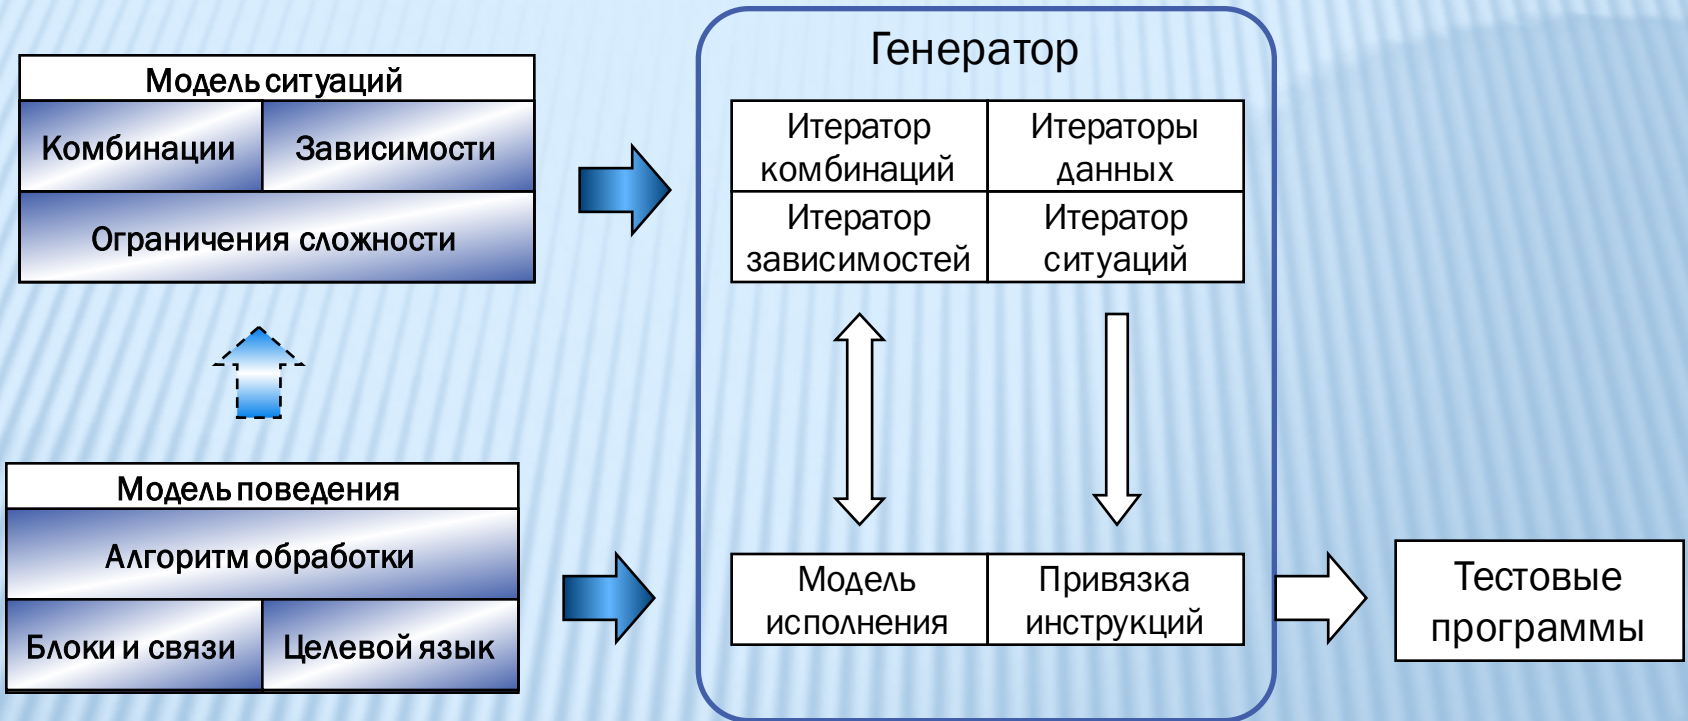 Генератор
Модель ситуаций
Комбинации
Зависимости
Ограничения сложности
Итератор
комбинаций
Итераторы
данных
Итератор
зависимостей
Итератор
ситуаций
Модель поведения
Алгоритм обработки
Блоки и связи
Целевой язык
Модель
исполнения
Привязка
инструкций
Тестовые
программы